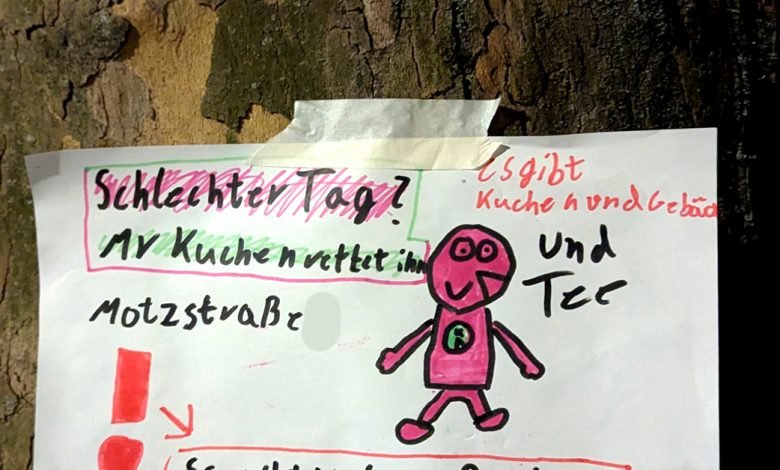 Schlechter Tag?
Mr Kuchen rettet ihn
Motzstraße
Es gibt
Kuchen und Gebäck
und
Tee